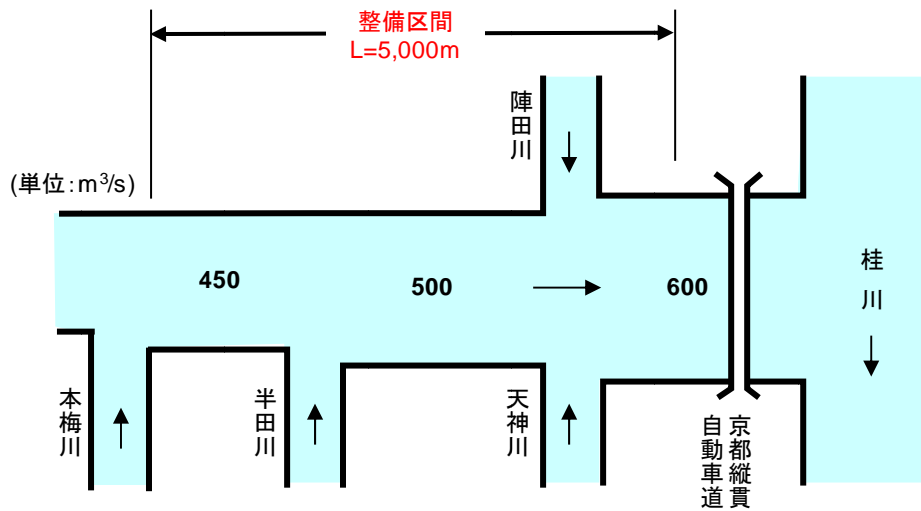 整備区間
L=5,000m
陣田川
(単位:m³/s)
450
500
600
桂川
本梅川
半田川
天神川
京都縦貫
自動車道